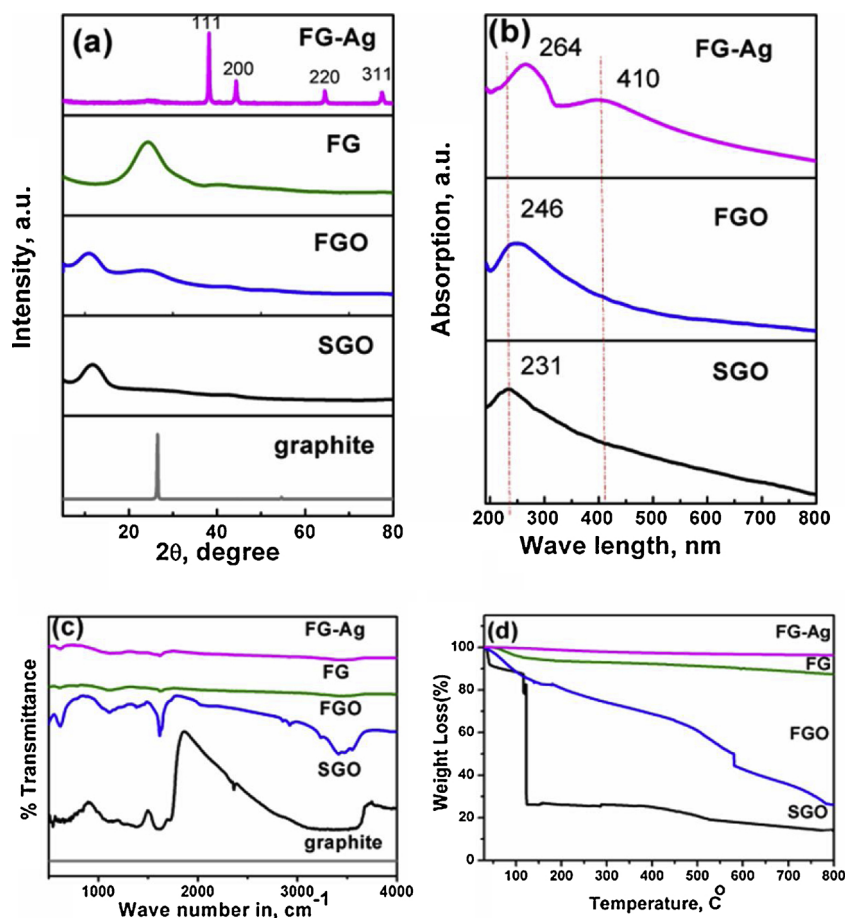 (a)
111
FG-Ag
200
220
311
FG
FGO
SGO
graphite
Intensity, a.u.
20
40
60
80
2θ, degree
(b)
264
FG-Ag
410
246
FGO
231
SGO
Absorption, a.u.
200 300 400 500 600 700 800
Wave length, nm
(c)
FG-Ag
FG
FGO
SGO
graphite
% Transmittance
1000 2000 3000 4000
Wave number in, cm-1
(d)
FG-Ag
FG
FGO
SGO
Weight Loss(%)
100
80
60
40
20
0
100 200 300 400 500 600 700 800
Temperature, C°